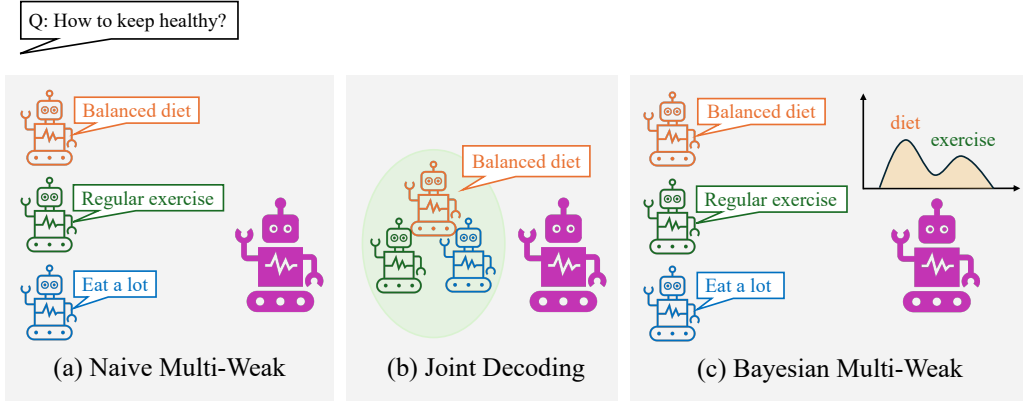 Q: How to keep healthy?
Balanced diet
Regular exercise
Eat a lot
(a) Naive Multi-Weak
Balanced diet
(b) Joint Decoding
Balanced diet
Regular exercise
Eat a lot
diet
exercise
(c) Bayesian Multi-Weak